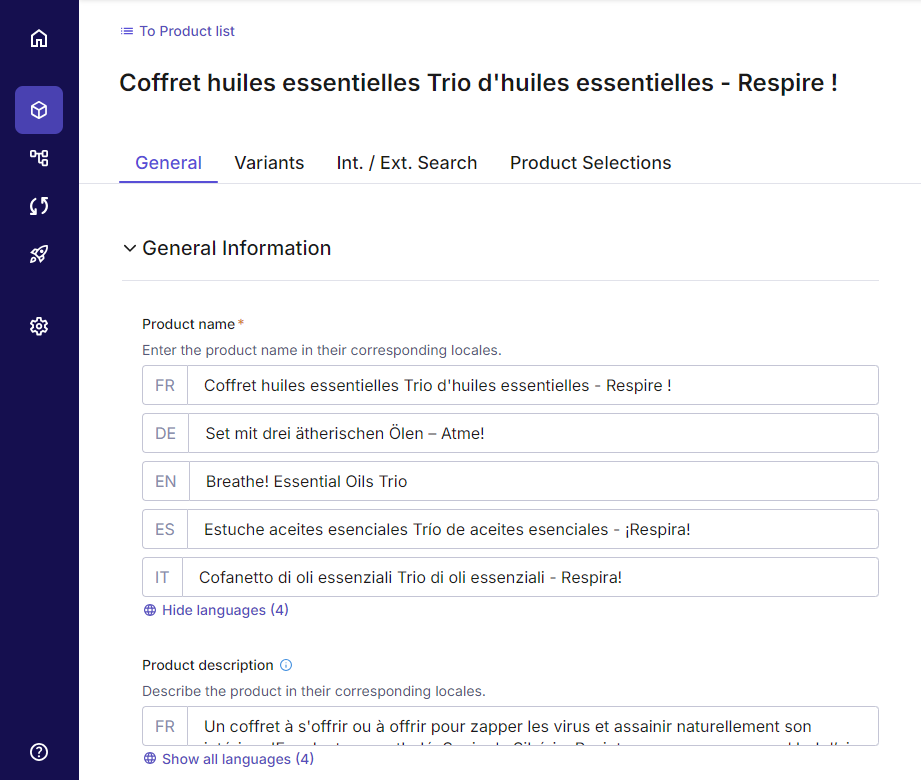 To Product list
Coffret huiles essentielles Trio d'huiles essentielles - Respire !
General Variants Int. / Ext. Search Product Selections
General Information
Product name*
Enter the product name in their corresponding locales.
FR Coffret huiles essentielles Trio d'huiles essentielles - Respire !
DE Set mit drei ätherischen Ölen – Atme!
EN Breathe! Essential Oils Trio
ES Estuche aceites esenciales Trío de aceites esenciales - ¡Respira!
IT Cofanetto di oli essenziali Trio di oli essenziali - Respira!
Hide languages (4)
Product description
Describe the product in their corresponding locales.
FR Un coffret à s'offrir ou à offrir pour zapper les virus et assainir naturellement son
Show all languages (4)